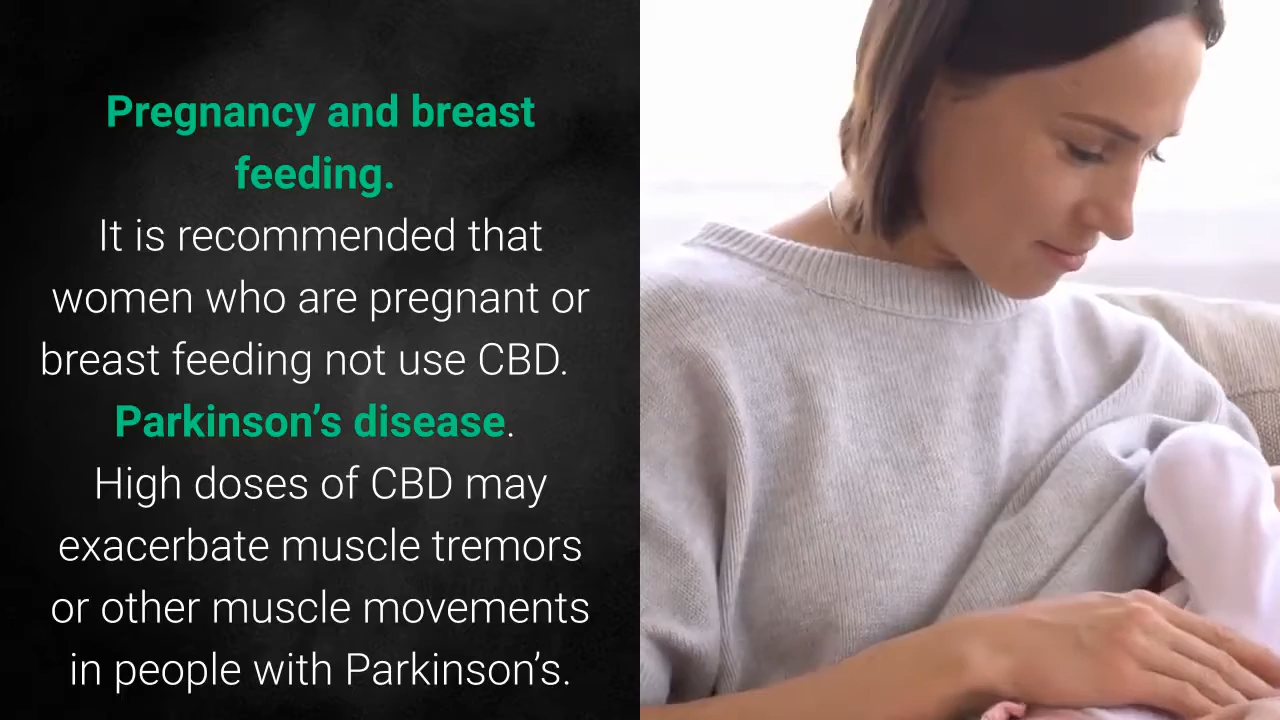 Pregnancy and breast
feeding.
It is recommended that
women who are pregnant or
breast feeding not use CBD.
Parkinson’s disease.
High doses of CBD may
exacerbate muscle tremors
or other muscle movements
in people with Parkinson’s.